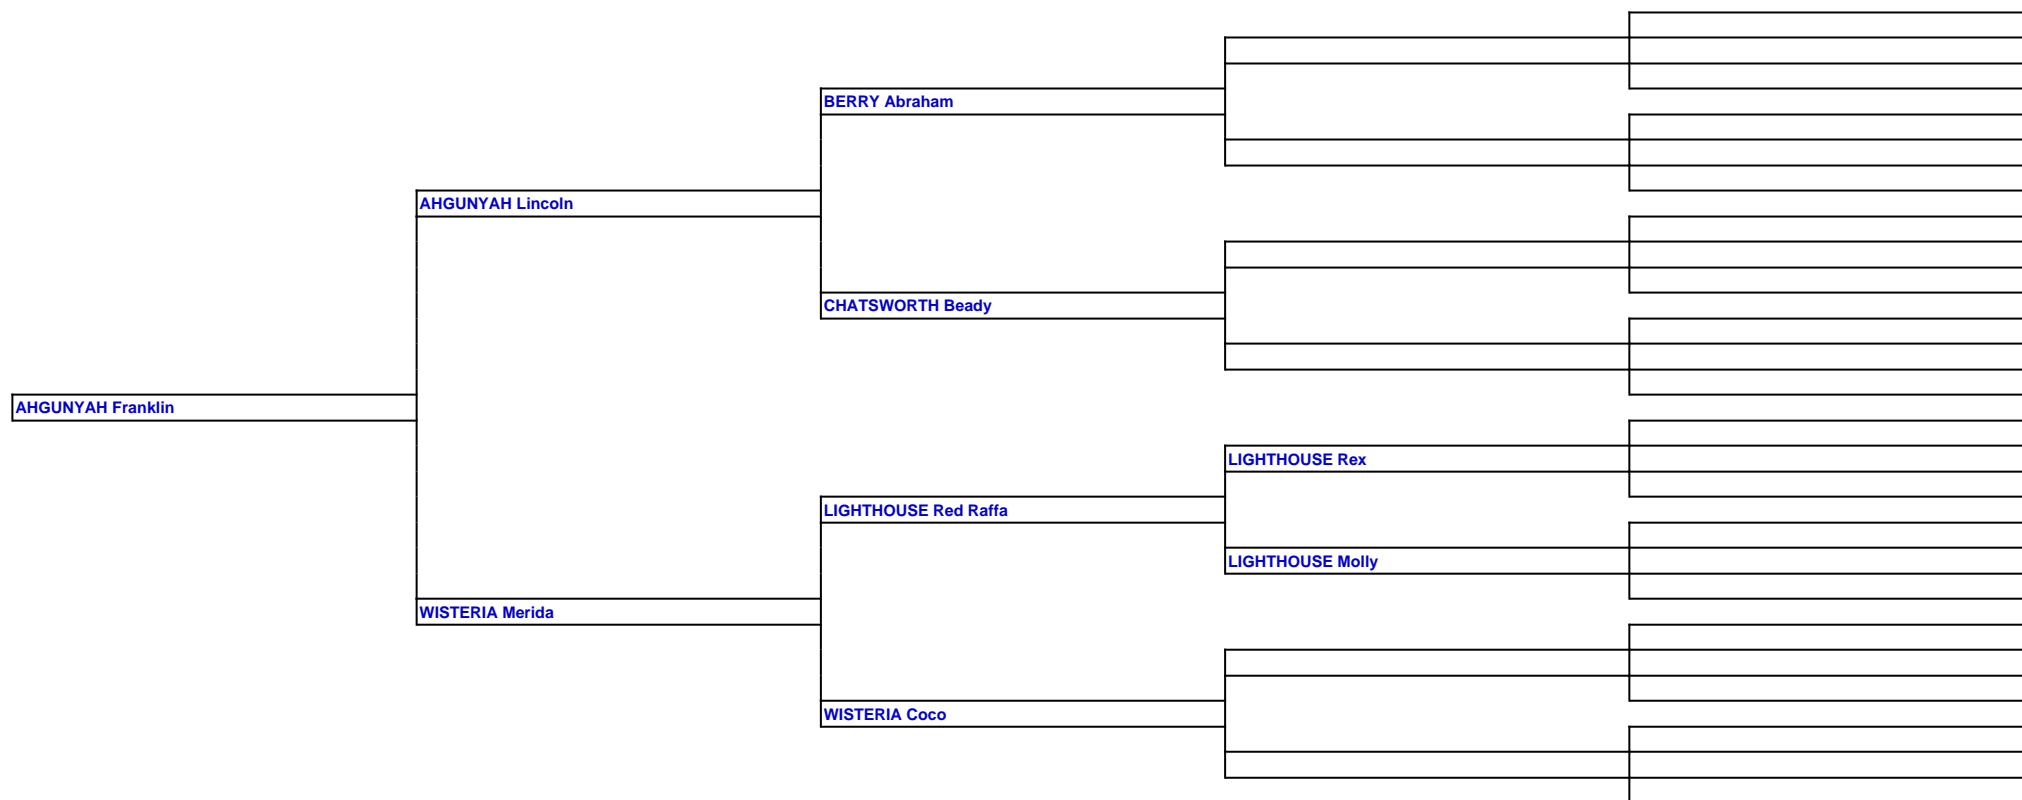 BERRY Abraham
AHGUNYAH Lincoln
CHATSWORTH Beady
AHGUNYAH Franklin
LIGHTHOUSE Rex
LIGHTHOUSE Red Raffa
LIGHTHOUSE Molly
WISTERIA Merida
WISTERIA Coco